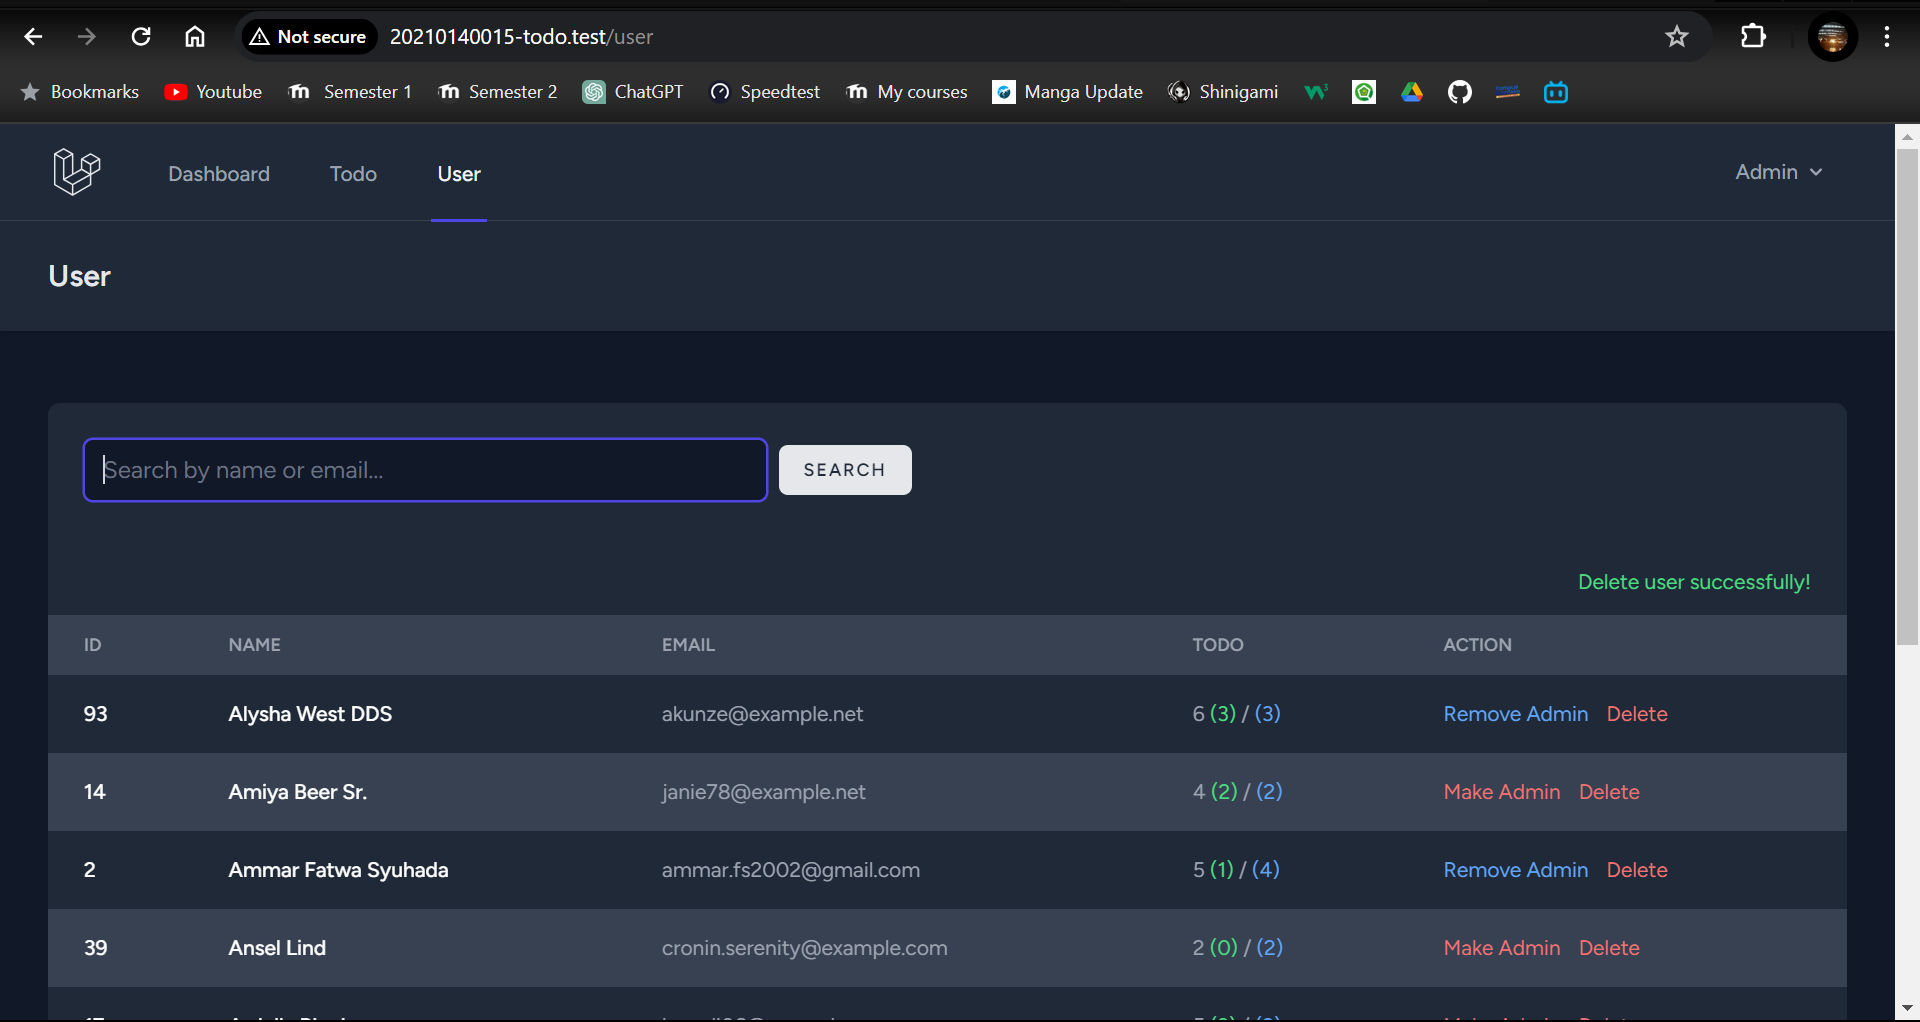 Not secure 20210140015-todo.test/user
Bookmarks Youtube Semester 1 Semester 2 ChatGPT Speedtest My courses Manga Update Shinigami
Dashboard Todo User Admin
User
Search by name or email... SEARCH
Delete user successfully!
ID NAME EMAIL TODO ACTION
93 Alysha West DDS akunze@example.net 6 (3) / (3) Remove Admin Delete
14 Amiya Beer Sr. janie78@example.net 4 (2) / (2) Make Admin Delete
2 Ammar Fatwa Syuhada ammar.fs2002@gmail.com 5 (1) / (4) Remove Admin Delete
39 Ansel Lind cronin.serenity@example.com 2 (0) / (2) Make Admin Delete